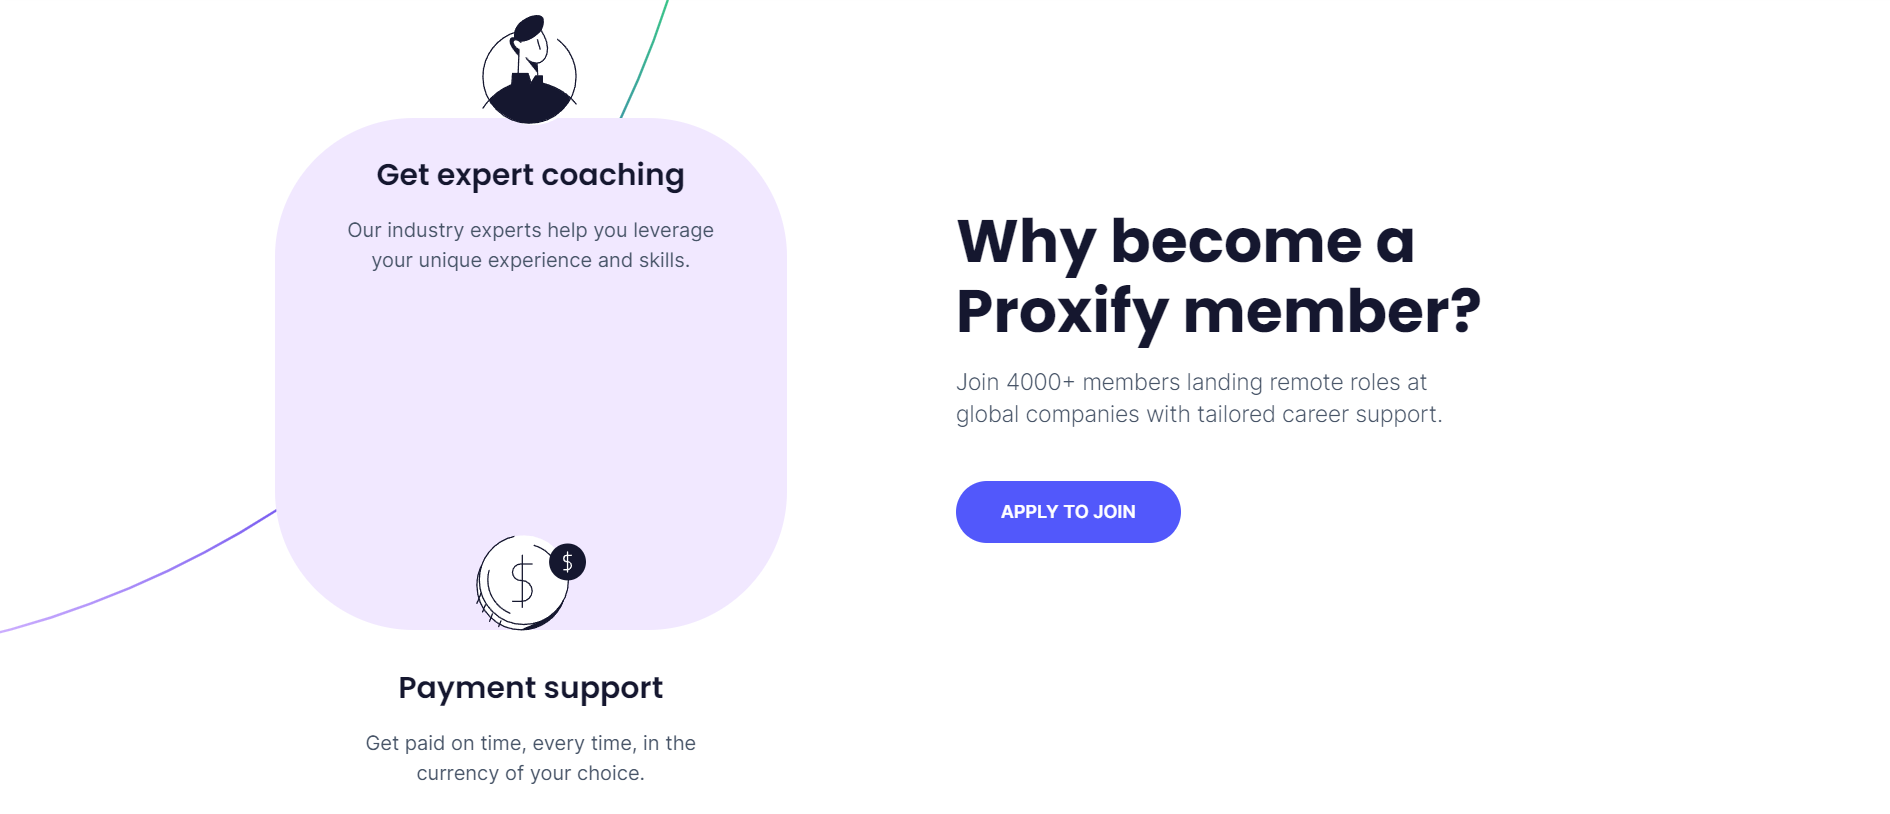 Get expert coaching
Our industry experts help you leverage
your unique experience and skills.
$
$
Payment support
Get paid on time, every time, in the
currency of your choice.
Why become a
Proxify member?
Join 4000+ members landing remote roles at
global companies with tailored career support.
APPLY TO JOIN